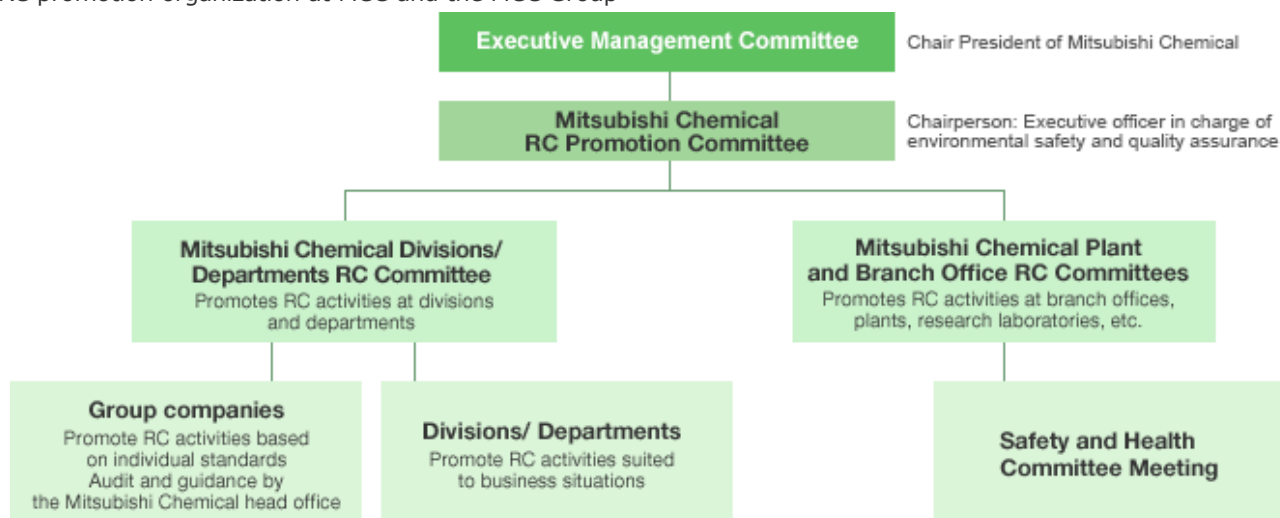 Executive Management Committee
Chair President of Mitsubishi Chemical
Mitsubishi Chemical
RC Promotion Committee
Chairperson: Executive officer in charge of
environmental safety and quality assurance
Mitsubishi Chemical Divisions/
Departments RC Committee
Promotes RC activities at divisions
and departments
Mitsubishi Chemical Plant
and Branch Office RC Committees
Promotes RC activities at branch offices,
plants, research laboratories, etc.
Group companies
Promote RC activities based
on individual standards
Audit and guidance by
the Mitsubishi Chemical head office
Divisions/ Departments
Promote RC activities suited
to business situations
Safety and Health
Committee Meeting